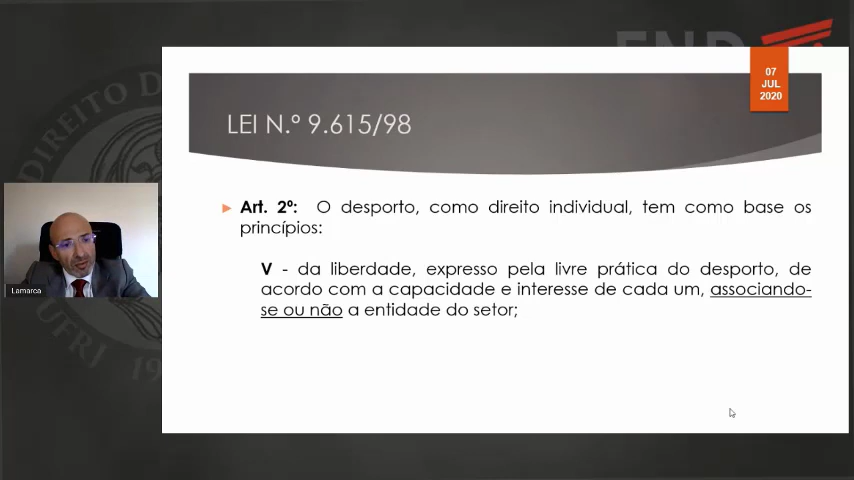 07
JUL
2020
LEI N.º 9.615/98
Art. 2º: O desporto, como direito individual, tem como base os
princípios:
V - da liberdade, expresso pela livre prática do desporto, de
acordo com a capacidade e interesse de cada um, associando-
se ou não a entidade do setor;
Lamarca
DIREITO D
UFRJ